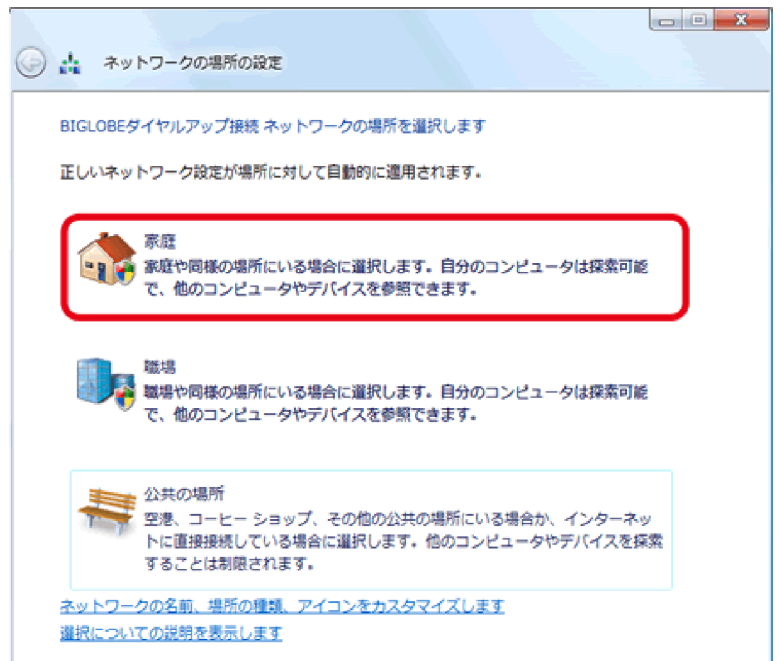 ネットワークの場所の設定
BIGLOBEダイヤルアップ接続 ネットワークの場所を選択します
正しいネットワーク設定が場所に対して自動的に適用されます。
家庭
家庭や同様の場所にいる場合に選択します。自分のコンピュータは探索可能
で、他のコンピュータやデバイスを参照できます。
職場
職場や同様の場所にいる場合に選択します。自分のコンピュータは探索可能
で、他のコンピュータやデバイスを参照できます。
公共の場所
空港、コーヒー ショップ、その他の公共の場所にいる場合か、インターネッ
トに直接接続している場合に選択します。他のコンピュータやデバイスを探索
することは制限されます。
ネットワークの名前、場所の種類、アイコンをカスタマイズします
選択についての説明を表示します